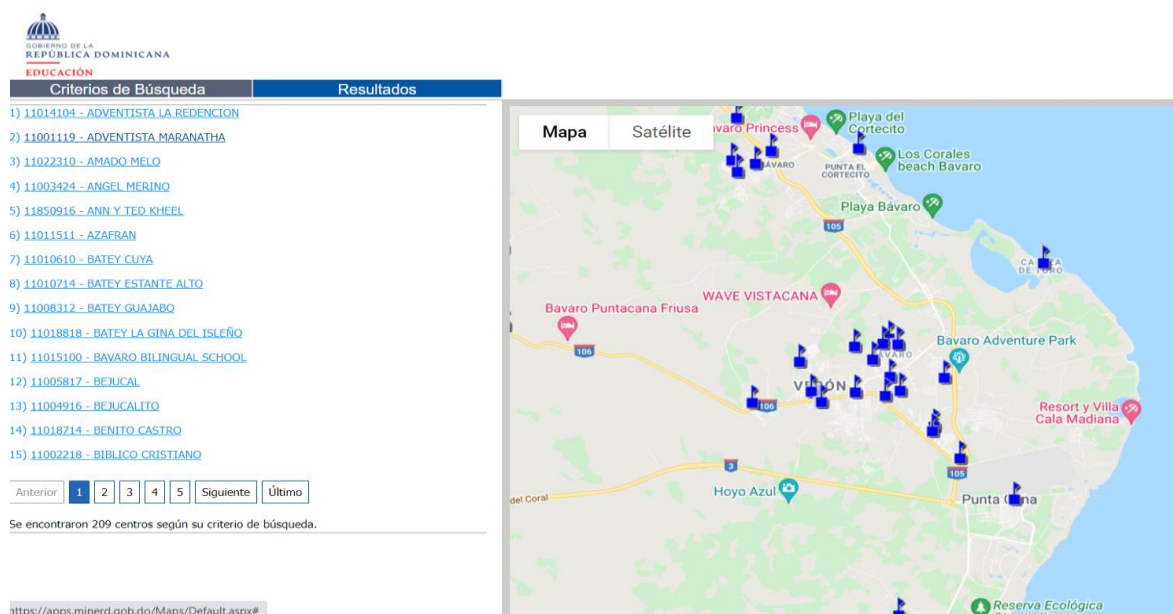 GOBIERNO DE LA
REPÚBLICA DOMINICANA
EDUCACIÓN
Criterios de Búsqueda
Resultados
1) 11014104 - ADVENTISTA LA REDENCION
2) 11001119 - ADVENTISTA MARANATHA
3) 11022310 - AMADO MELO
4) 11003424 - ANGEL MERINO
5) 11850916 - ANN Y TED KHEEL
6) 11011511 - AZAFRAN
7) 11010610 - BATEY CUYA
8) 11010714 - BATEY ESTANTE ALTO
9) 11008312 - BATEY GUAJABO
10) 11018818 - BATEY LA GINA DEL ISLEÑO
11) 11015100 - BAVARO BILINGUAL SCHOOL
12) 11005817 - BEJUCAL
13) 11004916 - BEJUCALITO
14) 11018714 - BENITO CASTRO
15) 11002218 - BIBLICO CRISTIANO
Anterior 1 2 3 4 5 Siguiente Último
Se encontraron 209 centros según su criterio de búsqueda.
https://apps.minerd.gob.do/Maps/Default.aspx#
Mapa
Satélite
varo Princess
Playa del
Cortecito
ÁVARO
PUNTA EL
CORTECITO
Los Corales
beach Bavaro
Playa Bávaro
105
WAVE VISTACANA
Bavaro Puntacana Friusa
106
ÁVARO
Bavaro Adventure Park
106
Resort y Villa
Cala Madiana
3
105
Hoyo Azul
del Coral
Punta
Reserva Ecológica